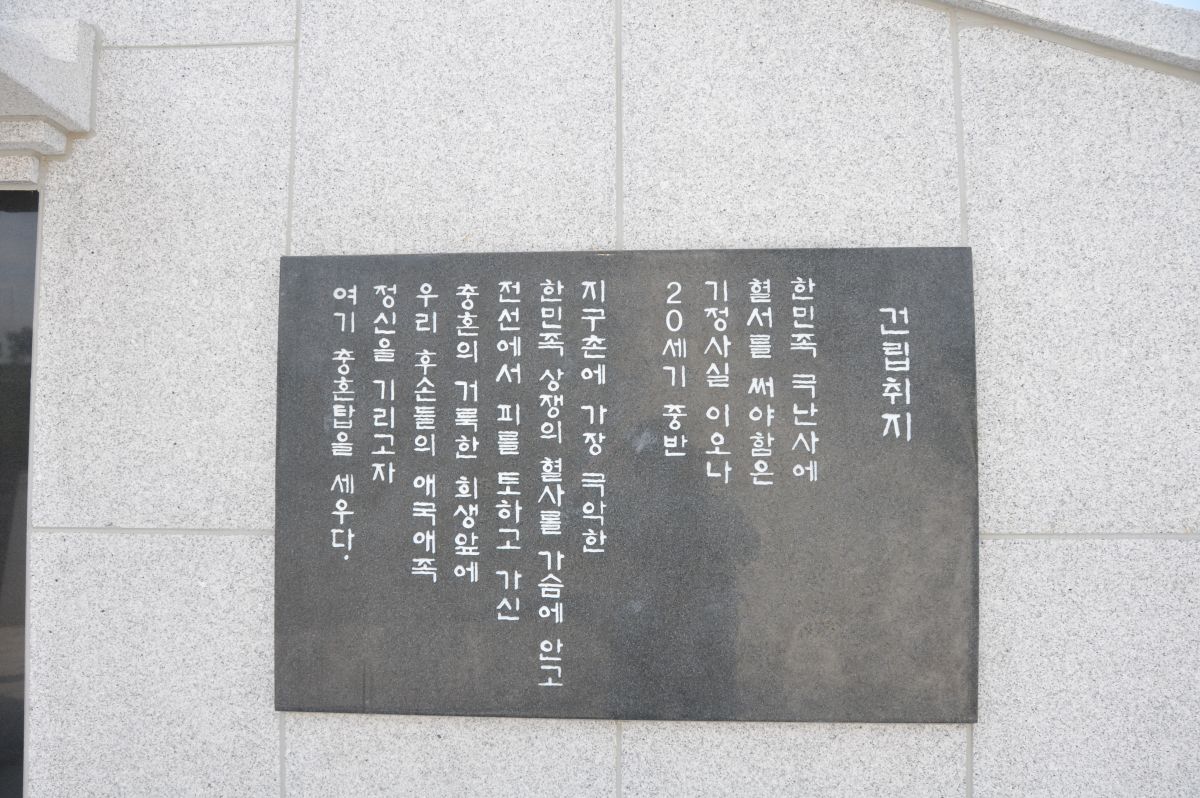 건립취지
한민족 국난사에
혈서를 써야함은
기정사실 이오나
20세기 중반
지구촌에 가장 극악한
한민족 상쟁의 혈사를 가슴에 안고
전선에서 피를 토하고 가신
충혼의 거룩한 희생앞에
우리 후손들의 애국애족
정신을 기리고자
여기 충혼탑을 세우다.